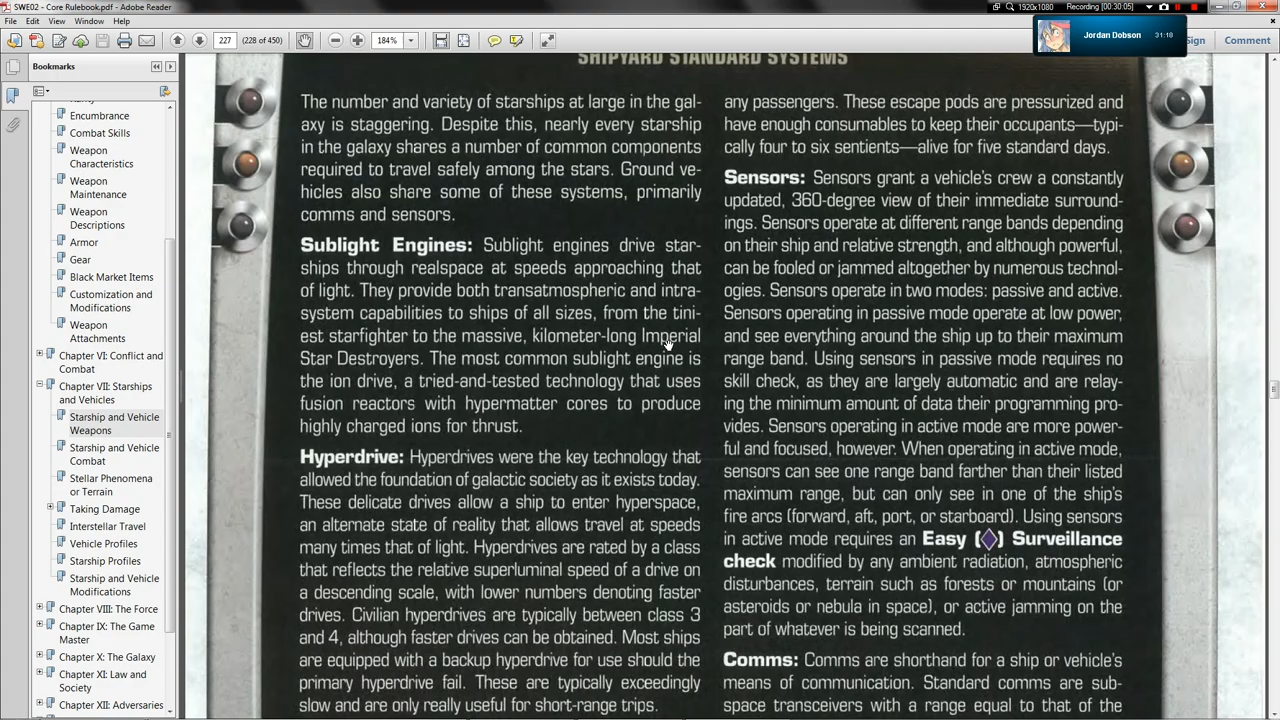 SWE02 - Core Rulebook.pdf - Adobe Reader
1920x1080
Recording [00:30:05]
File Edit View Window Help
227 (228 of 450)
184%
Sign
Comment
Jordan Dobson 31:18
Bookmarks
Encumbrance
Combat Skills
Weapon
Characteristics
Weapon
Maintenance
Weapon
Descriptions
Armor
Gear
Black Market Items
Customization and
Modifications
Weapon
Attachments
Chapter VI: Conflict and
Combat
Chapter VII: Starships
and Vehicles
Starship and Vehicle
Weapons
Starship and Vehicle
Combat
Stellar Phenomena
or Terrain
Taking Damage
Interstellar Travel
Vehicle Profiles
Starship Profiles
Starship and Vehicle
Modifications
Chapter VIII: The Force
Chapter IX: The Game
Master
Chapter X: The Galaxy
Chapter XI: Law and
Society
Chapter XII: Adversaries
SHIPYARD STANDARD SYSTEMS
The number and variety of starships at large in the gal-
axy is staggering. Despite this, nearly every starship
in the galaxy shares a number of common components
required to travel safely among the stars. Ground ve-
hicles also share some of these systems, primarily
comms and sensors.
Sublight Engines: Sublight engines drive star-
ships through realspace at speeds approaching that
of light. They provide both transatmospheric and intra-
system capabilities to ships of all sizes, from the tini-
est starfighter to the massive, kilometer-long Imperial
Star Destroyers. The most common sublight engine is
the ion drive, a tried-and-tested technology that uses
fusion reactors with hypermatter cores to produce
highly charged ions for thrust.
Hyperdrive: Hyperdrives were the key technology that
allowed the foundation of galactic society as it exists today.
These delicate drives allow a ship to enter hyperspace,
an alternate state of reality that allows travel at speeds
many times that of light. Hyperdrives are rated by a class
that reflects the relative superluminal speed of a drive on
a descending scale, with lower numbers denoting faster
drives. Civilian hyperdrives are typically between class 3
and 4, although faster drives can be obtained. Most ships
are equipped with a backup hyperdrive for use should the
primary hyperdrive fail. These are typically exceedingly
slow and are only really useful for short-range trips.
any passengers. These escape pods are pressurized and
have enough consumables to keep their occupants—typi-
cally four to six sentients—alive for five standard days.
Sensors: Sensors grant a vehicle's crew a constantly
updated, 360-degree view of their immediate surround-
ings. Sensors operate at different range bands depending
on their ship and relative strength, and although powerful,
can be fooled or jammed altogether by numerous technol-
ogies. Sensors operate in two modes: passive and active.
Sensors operating in passive mode operate at low power,
and see everything around the ship up to their maximum
range band. Using sensors in passive mode requires no
skill check, as they are largely automatic and are relay-
ing the minimum amount of data their programming pro-
vides. Sensors operating in active mode are more power-
ful and focused, however. When operating in active mode,
sensors can see one range band farther than their listed
maximum range, but can only see in one of the ship's
fire arcs (forward, aft, port, or starboard). Using sensors
in active mode requires an Easy (♦) Surveillance
check modified by any ambient radiation, atmospheric
disturbances, terrain such as forests or mountains (or
asteroids or nebula in space), or active jamming on the
part of whatever is being scanned.
Comms: Comms are shorthand for a ship or vehicle's
means of communication. Standard comms are sub-
space transceivers with a range equal to that of the